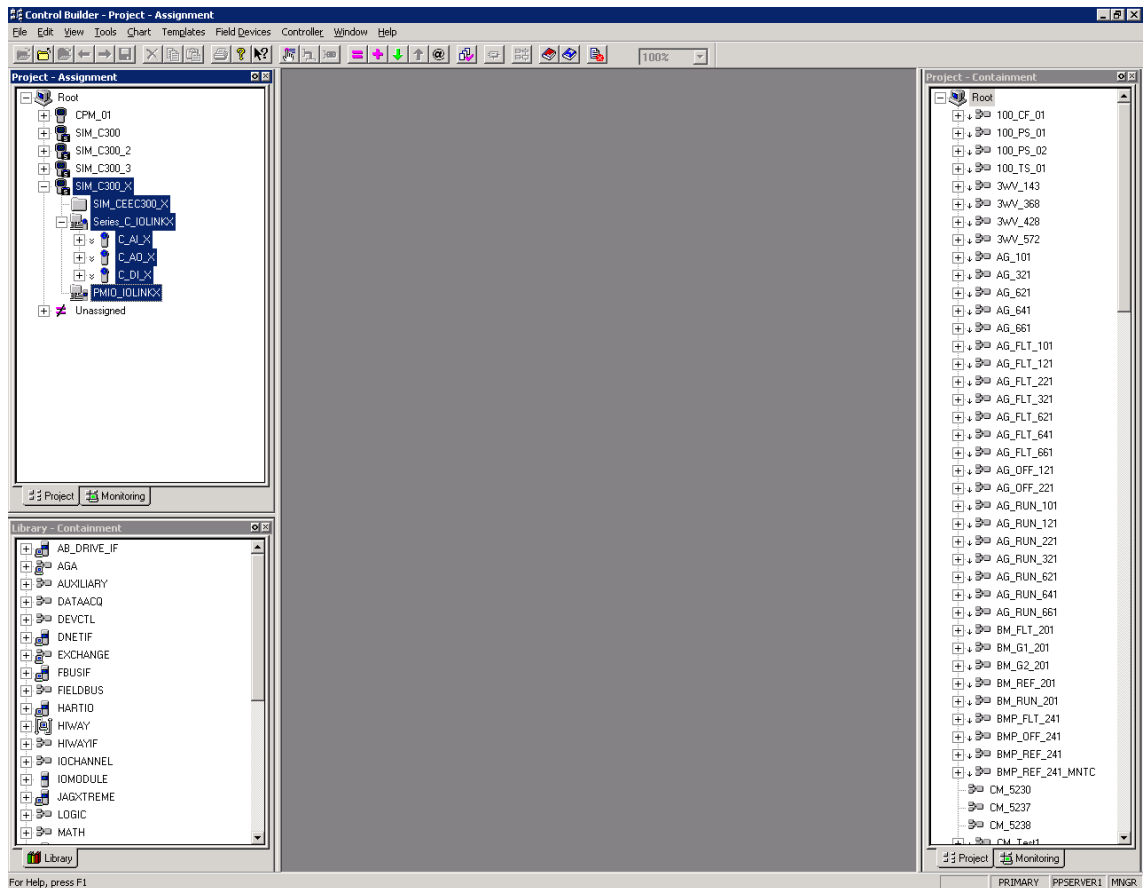 Control Builder - Project - Assignment
File Edit View Tools Chart Templates Field Devices Controller Window Help
100%
Project - Assignment
Root
CPM_01
SIM_C300
SIM_C300_2
SIM_C300_3
SIM_C300_X
SIM_CEEC300_X
Series_C_IOLINKX
C_AI_X
C_AO_X
C_DI_X
PMIO_IOLINKX
Unassigned
Project Monitoring
Library - Containment
AB_DRIVE_IF
AGA
AUXILIARY
DATAACQ
DEVCTL
DNETIF
EXCHANGE
FBUSIF
FIELDBUS
HARTIO
HIWAY
HIWAYIF
IOCHANNEL
IOMODULE
JAGXTREME
LOGIC
MATH
Library
Project - Containment
Root
100_CF_01
100_PS_01
100_PS_02
100_TS_01
3WV_143
3WV_368
3WV_428
3WV_572
AG_101
AG_321
AG_621
AG_641
AG_661
AG_FLT_101
AG_FLT_121
AG_FLT_221
AG_FLT_321
AG_FLT_621
AG_FLT_641
AG_FLT_661
AG_OFF_121
AG_OFF_221
AG_RUN_101
AG_RUN_121
AG_RUN_221
AG_RUN_321
AG_RUN_621
AG_RUN_641
AG_RUN_661
BM_FLT_201
BM_G1_201
BM_G2_201
BM_REF_201
BM_RUN_201
BMP_FLT_241
BMP_OFF_241
BMP_REF_241
BMP_REF_241_MNTC
CM_5230
CM_5237
CM_5238
CM_Test1
Project Monitoring
For Help, press F1
PRIMARY PPSERVER1 MNGR